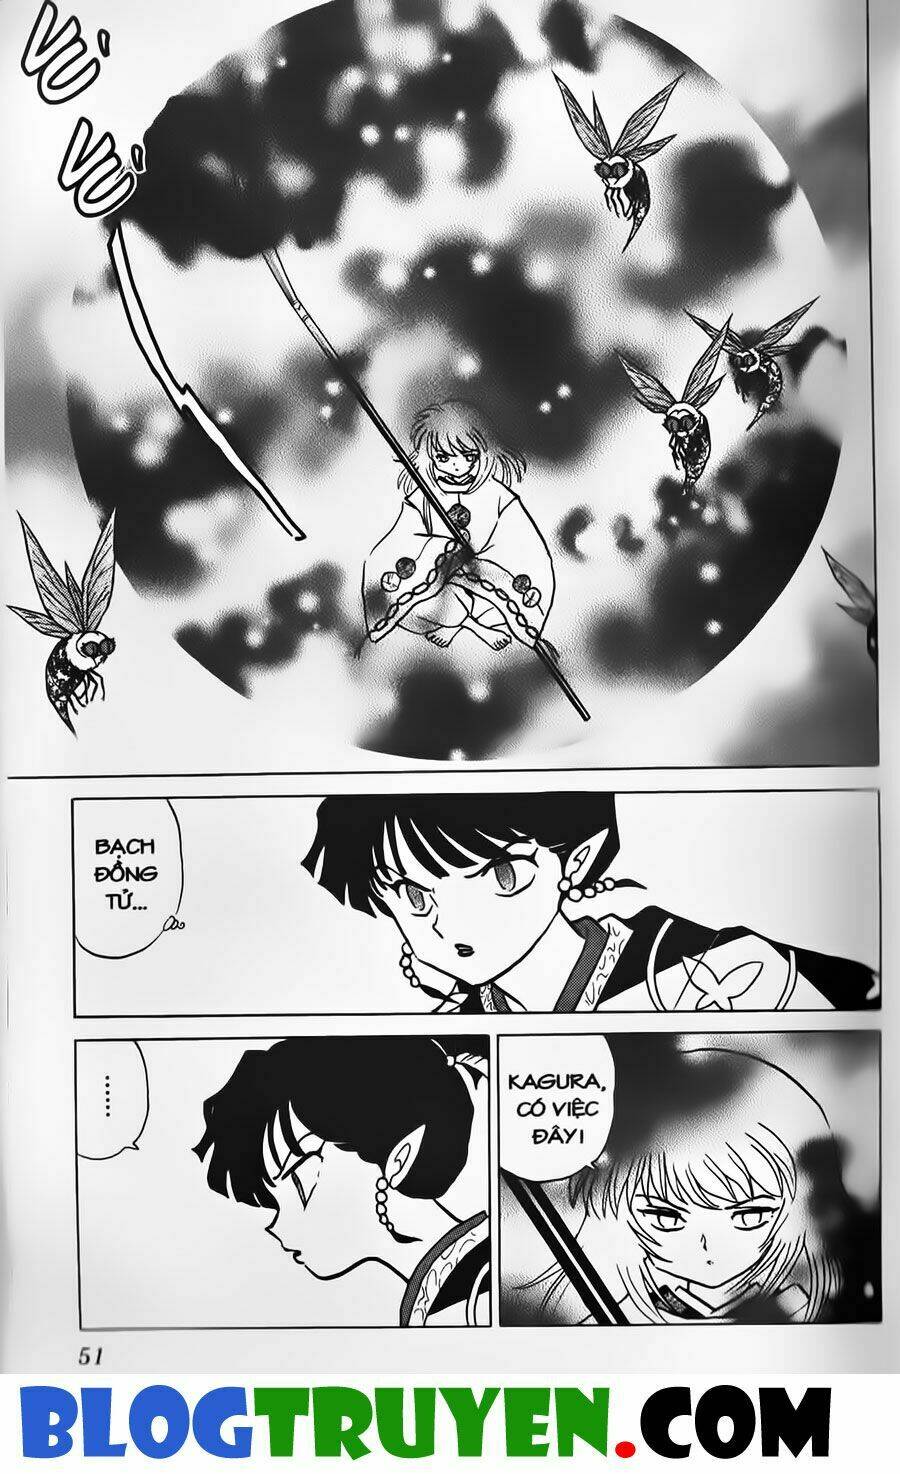 VÙ
VÙ
BẠCH
ĐỒNG
TỬ...
KAGURA,
CÓ VIỆC
ĐÂY!
.......
51
BLOGTRUYEN.COM